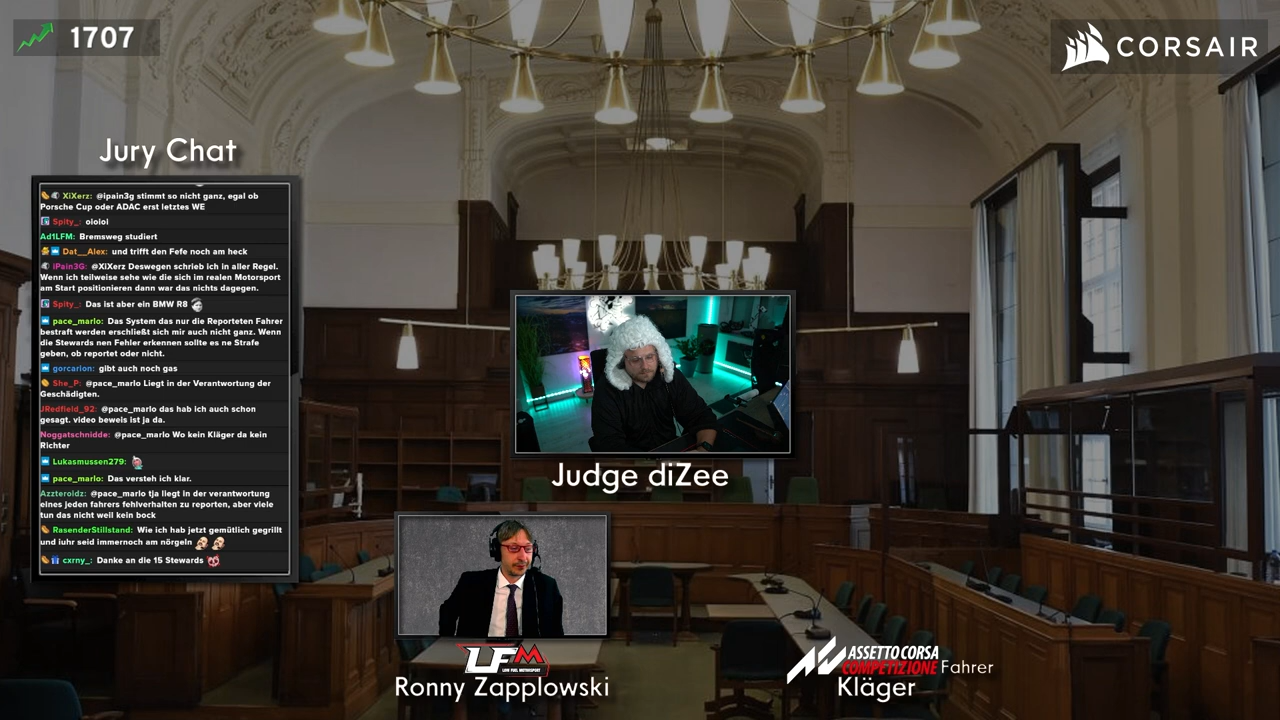 1707
CORSAIR
Jury Chat
XiXerz: @ipain3g stimmt so nicht ganz, egal ob
Porsche Cup oder ADAC erst letztes WE
Spity_: oioioi
Ad1LFM: Bremsweg studiert
Dat__Alex: und trifft den Fefe noch am heck
iPain3G: @XiXerz Deswegen schrieb ich in aller Regel.
Wenn ich teilweise sehe wie die sich im realen Motorsport
am Start positionieren dann war das nichts dagegen.
Spity_: Das ist aber ein BMW R8
pace_marlo: Das System das nur die Reporteten Fahrer
bestraft werden erschließt sich mir auch nicht ganz. Wenn
die Stewards nen Fehler erkennen sollte es ne Strafe
geben, ob reportet oder nicht.
gorcarion: gibt auch noch gas
She_P: @pace_marlo Liegt in der Verantwortung der
Geschädigten.
JRedfield_92: @pace_marlo das hab ich auch schon
gesagt. video beweis ist ja da.
Noggatschnidde: @pace_marlo Wo kein Kläger da kein
Richter
Lukasmussen279:
pace_marlo: Das versteh ich klar.
Azzteroidz: @pace_marlo tja liegt in der verantwortung
eines jeden fahrers fehlverhalten zu reporten, aber viele
tun das nicht weil kein bock
RasenderStillstand: Wie ich hab jetzt gemütlich gegrillt
und iuhr seid immernoch am nörgeln
cxrny_: Danke an die 15 Stewards
Judge diZee
LFM
LOW FUEL MOTORSPORT
Ronny Zapplowski
ASSETTO CORSA
COMPETIZIONE Fahrer
Kläger